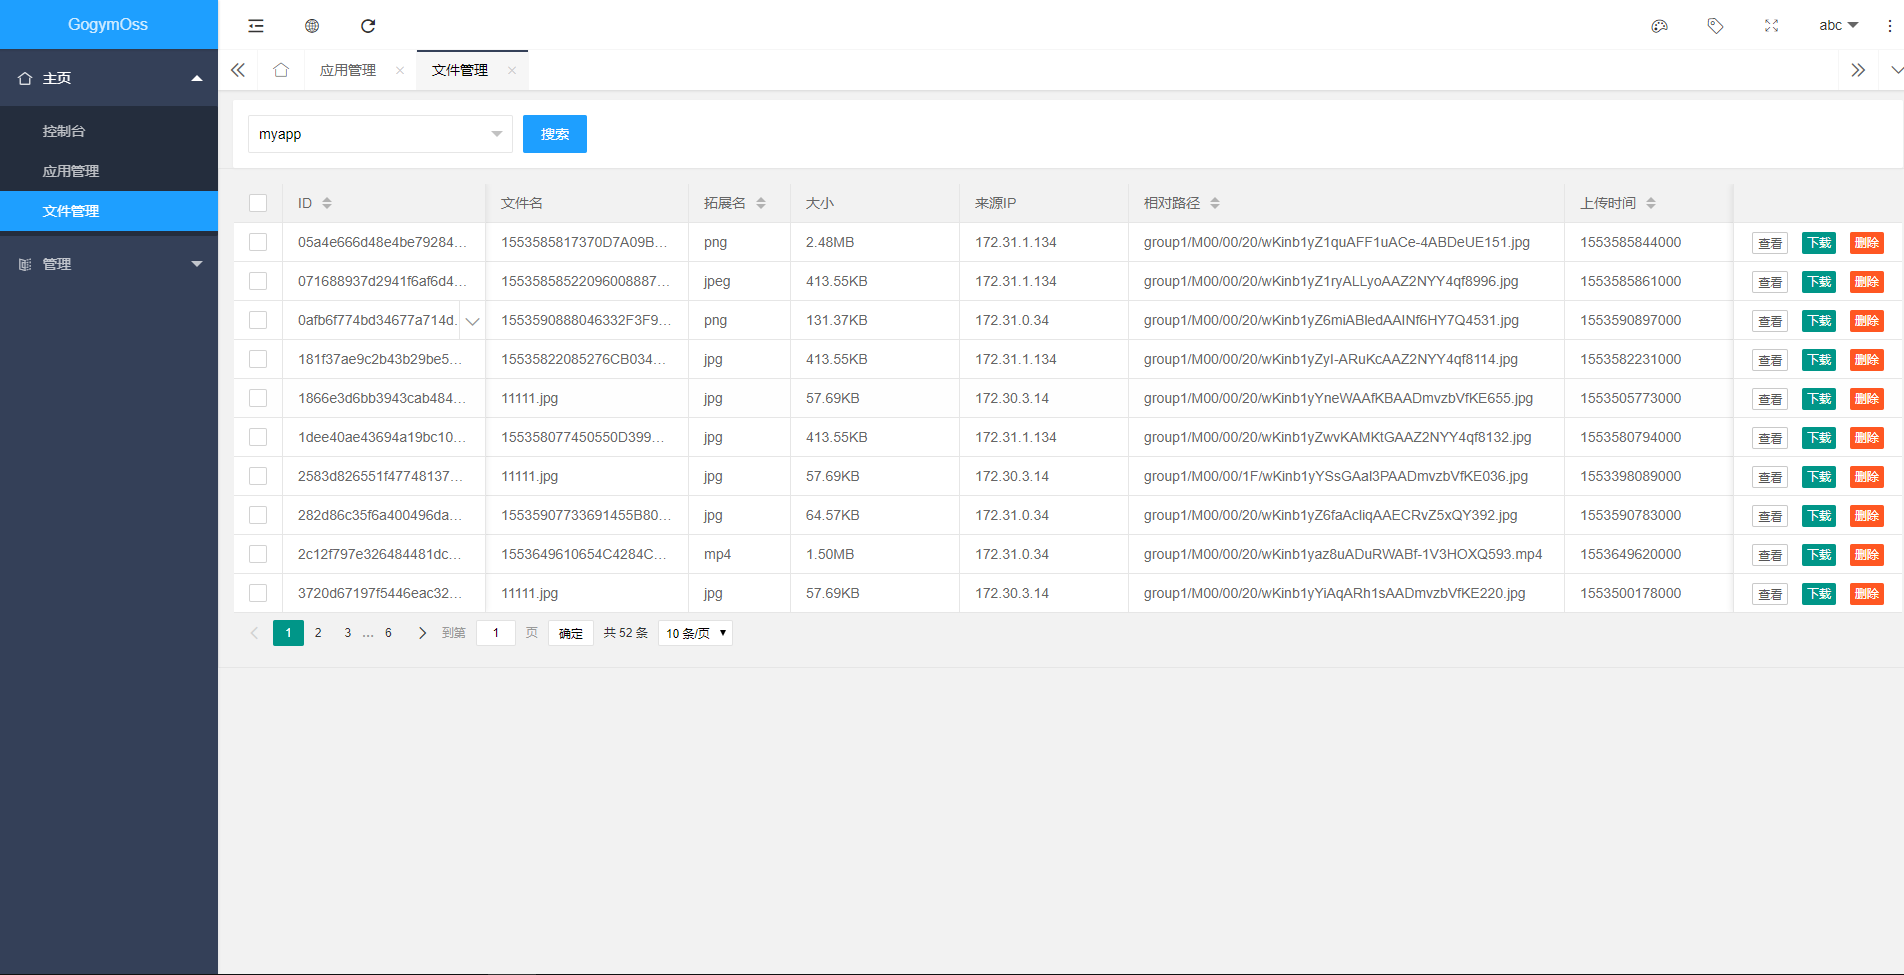 GogymOss
主页
控制台
应用管理
文件管理
管理
abc
应用管理 文件管理
myapp 搜索
ID 文件名 拓展名 大小 来源IP 相对路径 上传时间
05a4e666d48e4be79284... 1553585817370D7A09B... png 2.48MB 172.31.1.134 group1/M00/00/20/wKinb1yZ1quAFF1uACe-4ABDeUE151.jpg 1553585844000 查看 下载 删除
071688937d2941f6af6d4... 15535858522096008887... jpeg 413.55KB 172.31.1.134 group1/M00/00/20/wKinb1yZ1ryALLyoAAZ2NYY4qf8996.jpg 1553585861000 查看 下载 删除
0afb6f774bd34677a714d. 1553590888046332F3F9... png 131.37KB 172.31.0.34 group1/M00/00/20/wKinb1yZ6miABledAAINf6HY7Q4531.jpg 1553590897000 查看 下载 删除
181f37ae9c2b43b29be5... 15535822085276CB034... jpg 413.55KB 172.31.1.134 group1/M00/00/20/wKinb1yZyI-ARuKcAAZ2NYY4qf8114.jpg 1553582231000 查看 下载 删除
1866e3d6bb3943cab484... 11111.jpg jpg 57.69KB 172.30.3.14 group1/M00/00/20/wKinb1yYneWAAfKBAADmvzbVfKE655.jpg 1553505773000 查看 下载 删除
1dee40ae43694a19bc10... 155358077450550D399... jpg 413.55KB 172.31.1.134 group1/M00/00/20/wKinb1yZwvKAMKtGAAZ2NYY4qf8132.jpg 1553580794000 查看 下载 删除
2583d826551f47748137... 11111.jpg jpg 57.69KB 172.30.3.14 group1/M00/00/1F/wKinb1yYSsGAal3PAADmvzbVfKE036.jpg 1553398089000 查看 下载 删除
282d86c35f6a400496da... 15535907733691455B80... jpg 64.57KB 172.31.0.34 group1/M00/00/20/wKinb1yZ6faAcliqAAECRvZ5xQY392.jpg 1553590783000 查看 下载 删除
2c12f797e326484481dc... 1553649610654C4284C... mp4 1.50MB 172.31.0.34 group1/M00/00/20/wKinb1yaz8uADuRWABf-1V3HOXQ593.mp4 1553649620000 查看 下载 删除
3720d67197f5446eac32... 11111.jpg jpg 57.69KB 172.30.3.14 group1/M00/00/20/wKinb1yYiAqARh1sAADmvzbVfKE220.jpg 1553500178000 查看 下载 删除
1 2 3 ... 6 到第 1 页 确定 共 52 条 10 条/页